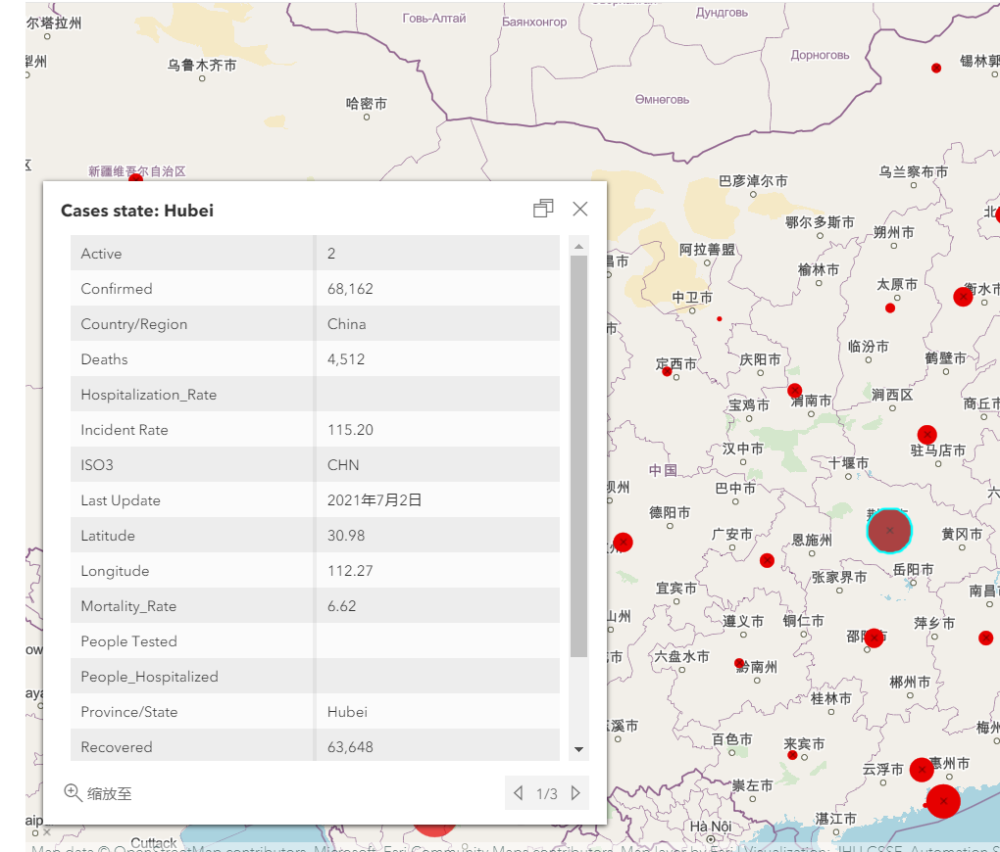 Говь-Алтай
Баянхонгор
Дундговь
尔塔拉州
犁州
乌鲁木齐市
Дорноговь
锡林郭
哈密市
Өмнөговь
新疆维吾尔自治区
巴彦淖尔市
乌兰察布市
鄂尔多斯市
朔州市
北
阿拉善盟
昌市
榆林市
太原市
衡水市
中卫市
临汾市
定西市
庆阳市
鹤壁市
涧西区
宝鸡市
渭南市
商丘市
汉中市
驻马店市
十堰市
中国
巴中市
德阳市
广安市
恩施州
黄冈市
张家界市
岳阳市
宜宾市
南昌
遵义市
铜仁市
邵阳市
萍乡市
六盘水市
黔南州
郴州市
桂林市
玉溪市
百色市
来宾市
梅州
云浮市
惠州市
崇左市
湛江市
Hà Nội
Cuttack
Cases state: Hubei
Active 2
Confirmed 68,162
Country/Region China
Deaths 4,512
Hospitalization_Rate
Incident Rate 115.20
ISO3 CHN
Last Update 2021年7月2日
Latitude 30.98
Longitude 112.27
Mortality_Rate 6.62
People Tested
People_Hospitalized
Province/State Hubei
Recovered 63,648
缩放至
1/3
Map data © OpenStreetMap contributors, Microsoft, Esri Community Maps contributors, Map layer by Esri | Visualization: JHU CSSE. Automation S